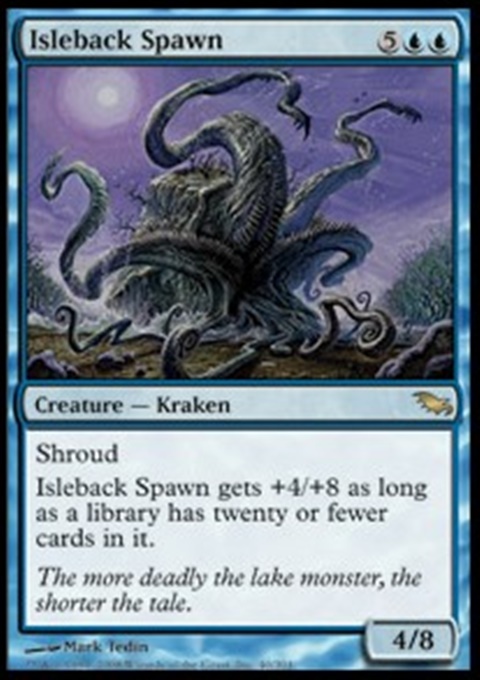 Isleback Spawn 5
Creature — Kraken
Shroud
Isleback Spawn gets +4/+8 as long
as a library has twenty or fewer
cards in it.
The more deadly the lake monster, the
shorter the tale.
Mark Tedin
4/8